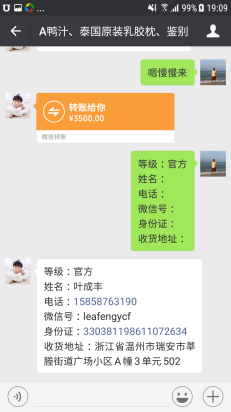 99% 19:09
A鸭汁、泰国原装乳胶枕、鉴别
嗯慢慢来
转账给你
¥3500.00
微信转账
等级：官方
姓名：
电话：
微信号：
身份证：
收货地址：
等级：官方
姓名：叶成丰
电话：15858763190
微信号：leafengycf
身份证：330381198611072634
收货地址：浙江省温州市瑞安市莘
塍街道广场小区A幢3单元502